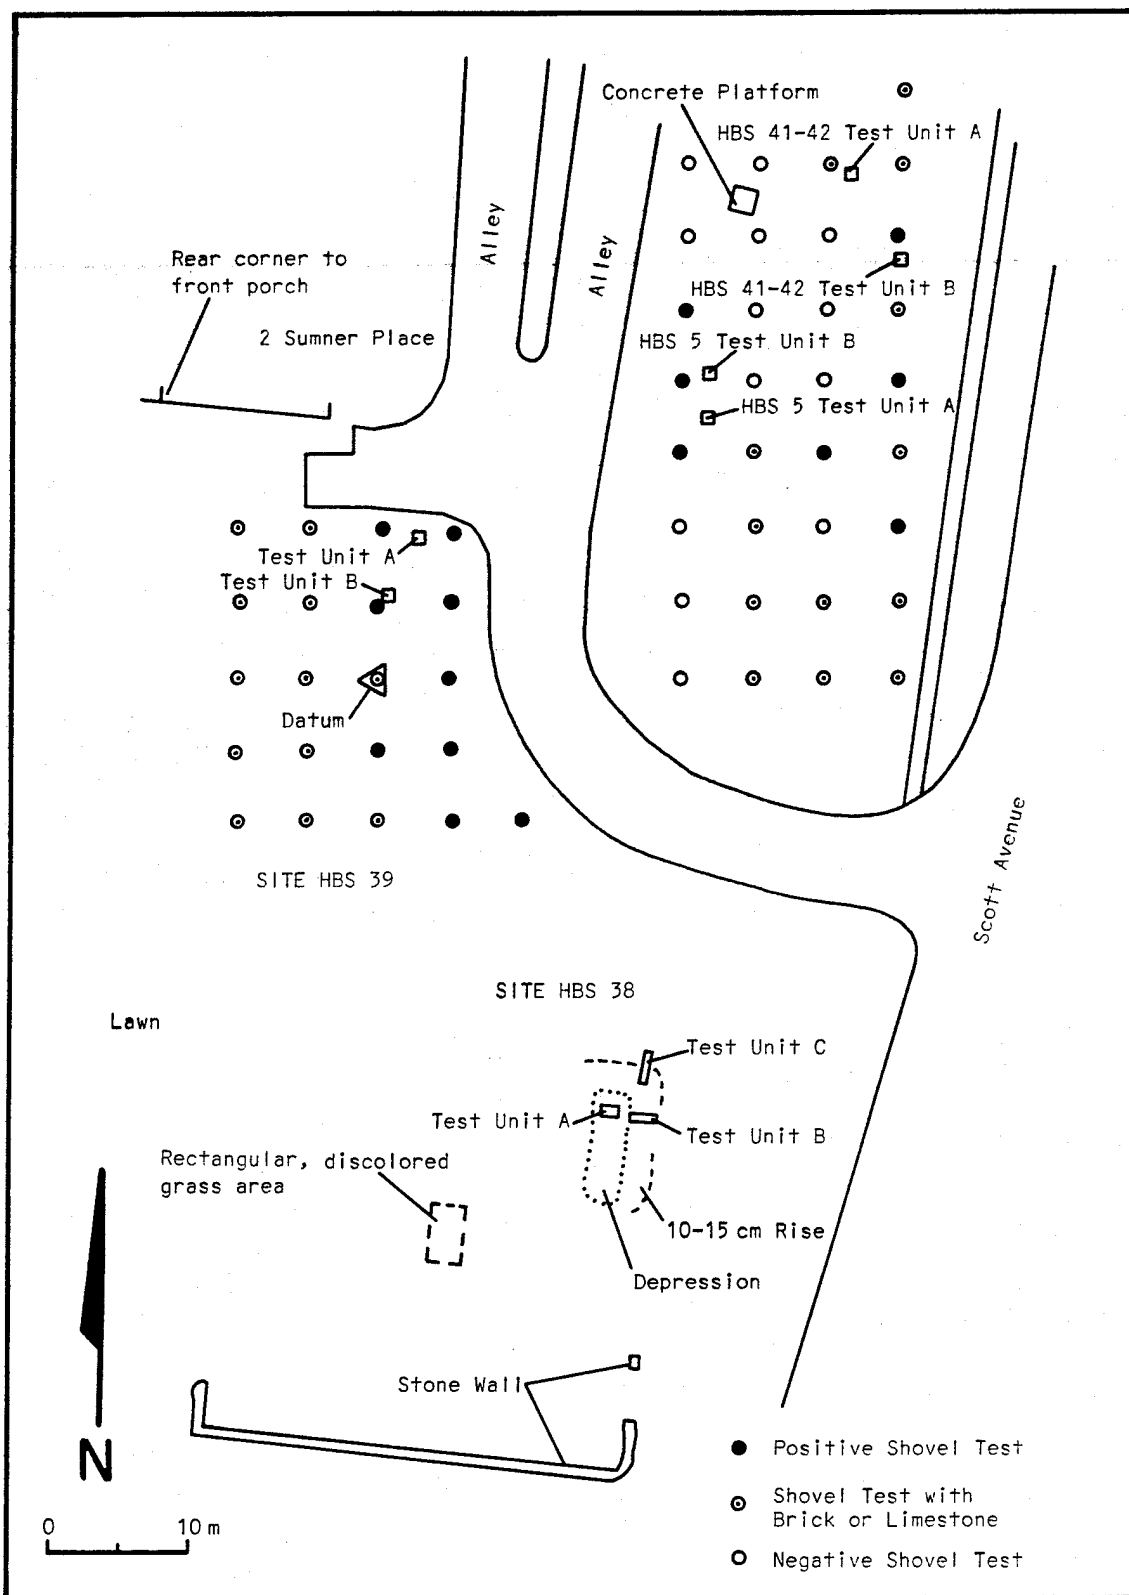 Concrete Platform
HBS 41-42 Test Unit A
Alley
Alley
Rear corner to
front porch
HBS 41-42 Test Unit B
2 Sumner Place
HBS 5 Test Unit B
HBS 5 Test Unit A
Test Unit A
Test Unit B
Datum
SITE HBS 39
Scott Avenue
SITE HBS 38
Lawn
Test Unit C
Test Unit A
Test Unit B
Rectangular, discolored
grass area
10-15 cm Rise
Depression
Stone Wall
N
0 10 m
Positive Shovel Test
Shovel Test with
Brick or Limestone
Negative Shovel Test